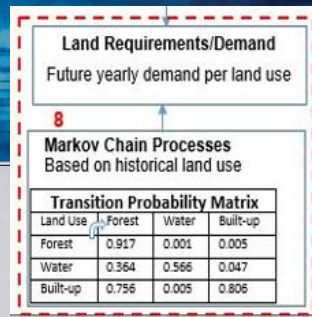 Land Requirements/Demand
Future yearly demand per land use
8
Markov Chain Processes
Based on historical land use
Transition Probability Matrix
Land Use Forest Water Built-up
Forest 0.917 0.001 0.005
Water 0.364 0.566 0.047
Built-up 0.756 0.005 0.806